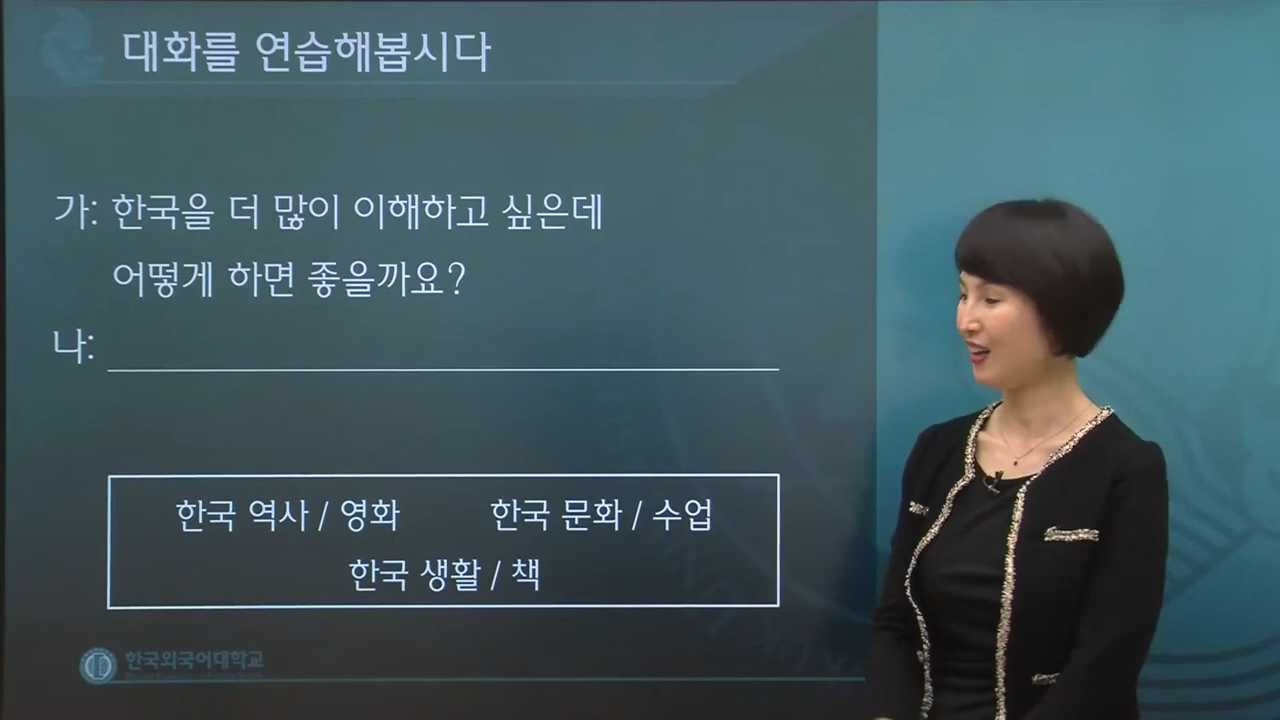 대화를 연습해봅시다
가: 한국을 더 많이 이해하고 싶은데
어떻게 하면 좋을까요?
나:
한국 역사 / 영화 한국 문화 / 수업
한국 생활 / 책
한국외국어대학교